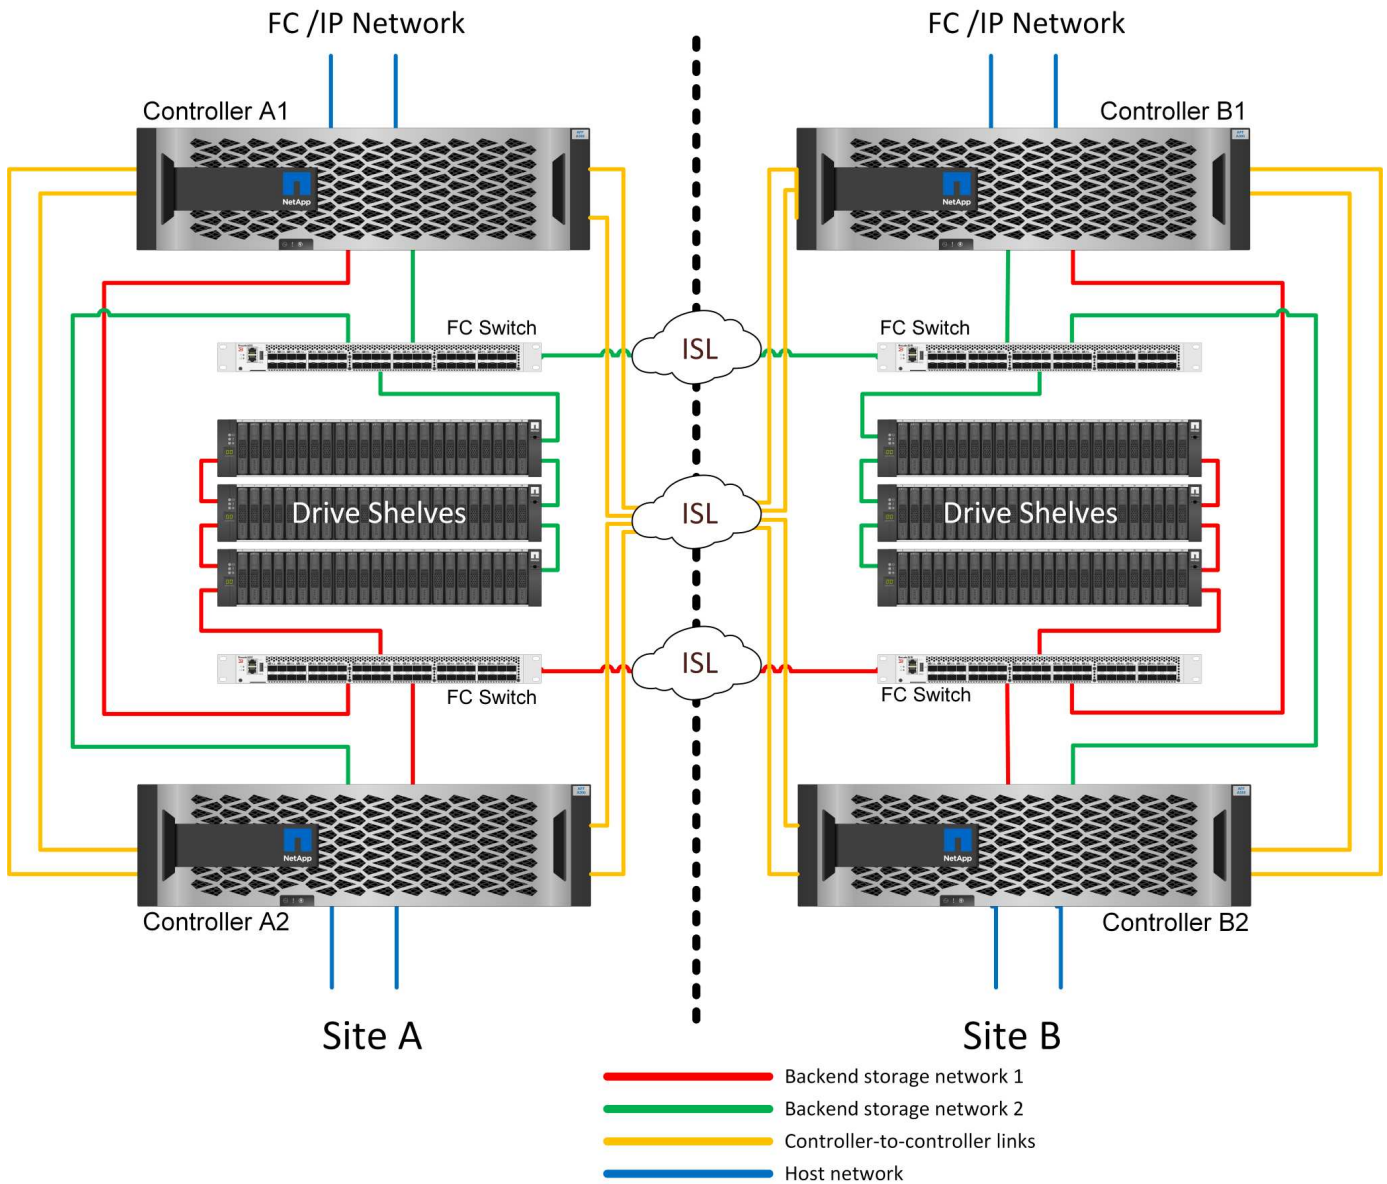 FC /IP Network
FC /IP Network
Controller A1
Controller B1
NetApp
NetApp
FC Switch
FC Switch
ISL
Drive Shelves
ISL
Drive Shelves
ISL
FC Switch
FC Switch
NetApp
NetApp
Controller A2
Controller B2
Site A
Site B
Backend storage network 1
Backend storage network 2
Controller-to-controller links
Host network